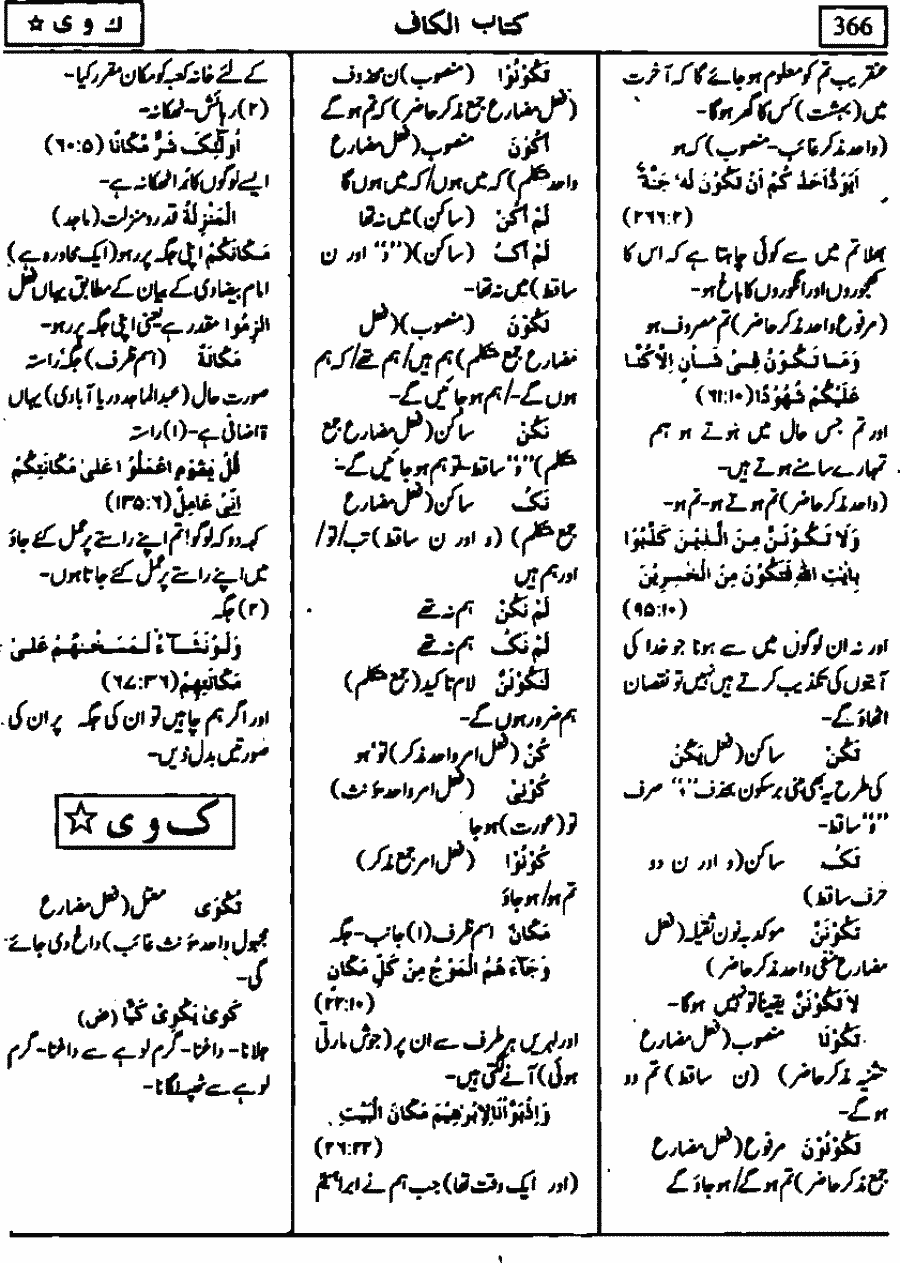 366
کتاب الکاف
ک و ی ☆
عنقریب تم کو معلوم ہو جائے گا کہ آخرت
میں (بہشت) کس کا گھر ہوگا۔
(واحد مذکر غائب۔ منصوب) کہ ہو
اَیَوَدُّ اَحَدُ کُمْ اَنْ تَکُوْنَ لَهٗ جَنَّةٌ
(۲:۲۶۶)
بھلا تم میں سے کوئی چاہتا ہے کہ اس کا
کھجوروں اور انگوروں کا باغ ہو۔
(مرفوع واحد مذکر حاضر) تم مصروف ہو
وَمَا تَکُوْنُ فِیْ شَاْنٍ اِلَّا کُنَّا
عَلَیْکُمْ شُهُوْدًا (۱۰:۶۱)
اور تم جس حال میں ہوتے ہو ہم
تمہارے سامنے ہوتے ہیں۔
(واحد مذکر حاضر) تم ہوتے ہو۔ تم ہو۔
وَلَا تَکُوْنَنَّ مِنَ الَّذِیْنَ کَذَّبُوْا
بِاٰیٰتِ اللهِ فَتَکُوْنَ مِنَ الْخٰسِرِیْنَ
(۱۰:۹۵)
اور نہ ان لوگوں میں سے ہونا جو خدا کی
آیتوں کی تکذیب کرتے ہیں نہیں تو نقصان
اٹھاؤ گے۔
تَکُنْ ساکن (فعل یَکُنْ
کی طرح یہ بھی مبنی بر سکون بحذف "و" صرف
"و" ساقط۔
تَکُ ساکن (و اور ن دو
حرف ساقط)
تَکُوْنَنَّ موکد بہ نون ثقیلہ (فعل
مضارع منفی واحد مذکر حاضر)
لَا تَکُوْنَنَّ یقیناً تو نہیں ہوگا۔
تَکُوْنَا منصوب (فعل مضارع
تثنیہ مذکر حاضر) (ن ساقط) تم دو
ہو گے۔
تَکُوْنُوْنَ مرفوع (فعل مضارع
جمع مذکر حاضر) تم ہو گے/ ہو جاؤ گے
تَکُوْنُوْا (منصوب) ن محذوف
(فعل مضارع جمع مذکر حاضر) کہ تم ہو گے
اَکُوْنَ منصوب (فعل مضارع
واحد متکلم) کہ میں ہوں/ کہ میں ہوں گا
لَمْ اَکُنْ (ساکن) میں نہ تھا
لَمْ اَکُ (ساکن) ("و" اور ن
ساقط) میں نہ تھا۔
نَکُوْنَ (منصوب) (فعل
مضارع جمع متکلم) ہم ہیں/ ہم تھے/ کہ ہم
ہوں گے۔/ ہم ہو جائیں گے۔
نَکُنْ ساکن (فعل مضارع جمع
متکلم) "و" ساقط۔ تو ہم ہو جائیں گے۔
نَکُ ساکن (فعل مضارع
جمع متکلم) (و اور ن ساقط) تب/ تو/
اور ہم ہیں
لَمْ نَکُنْ ہم نہ تھے
لَمْ نَکُ ہم نہ تھے
لَنَکُوْنَنَّ لام تاکید (جمع متکلم)
ہم ضرور ہوں گے۔
کُنْ (فعل امر واحد مذکر) تو ہو
کُوْنِیْ (فعل امر واحد مؤنث)
تو (عورت) ہو جا
کُوْنُوْا (فعل امر جمع مذکر)
تم ہو/ ہو جاؤ
مَکَانٌ اسم ظرف (۱) جانب۔ جگہ
وَجَآءَ هُمُ الْمَوْجُ مِنْ کُلِّ مَکَانٍ
(۱۰:۲۲)
اور لہریں ہر طرف سے ان پر (جوش مارتی
ہوئی) آنے لگتی ہیں۔
وَاِذْ بَوَّاْنَا لِاِبْرٰهِیْمَ مَکَانَ الْبَیْتِ
(۲۲:۲۶)
(اور ایک وقت تھا) جب ہم نے ابراہیم
کے لئے خانہ کعبہ کو مکان مقرر کیا۔
(۲) رہائش۔ ٹھکانہ۔
اُولٰٓئِکَ شَرٌّ مَّکَانًا (۵:۶۰)
ایسے لوگوں کا برا ٹھکانہ ہے۔
الْمَنْزِلَةُ قدر و منزلت (ماجد)
مَکَانَکُمْ اپنی جگہ پر رہو (ایک محاورہ ہے)
امام بیضاوی کے بیان کے مطابق یہاں فعل
الزموا مقدر ہے یعنی اپنی جگہ پر رہو۔
مَکَانَةٌ (اسم ظرف) جگہ/ راستہ
صورت حال (عبدالماجد دریا آبادی) یہاں
ة اضافی ہے۔ (۱) راستہ
قُلْ یٰقَوْمِ اعْمَلُوْا عَلٰی مَکَانَتِکُمْ
اِنِّیْ عَامِلٌ (۶:۱۳۵)
کہہ دو کہ لوگو! تم اپنے راستے پر عمل کئے جاؤ
میں اپنے راستے پر عمل کئے جاتا ہوں۔
(۲) جگہ
وَلَوْ نَشَآءُ لَمَسَخْنٰهُمْ عَلٰی
مَکَانَتِهِمْ (۳۶:۶۷)
اور اگر ہم چاہیں تو ان کی جگہ پر ان کی
صورتیں بدل دیں۔
ک و ی ☆
تُکْوٰی معتل (فعل مضارع
مجہول واحد مؤنث غائب) داغ دی جائے
گی۔
کَوٰی یَکْوِیْ کَیًّا (ض)
جلانا۔ داغنا۔ گرم لوہے سے داغنا۔ گرم
لوہے سے ٹھپہ لگانا۔